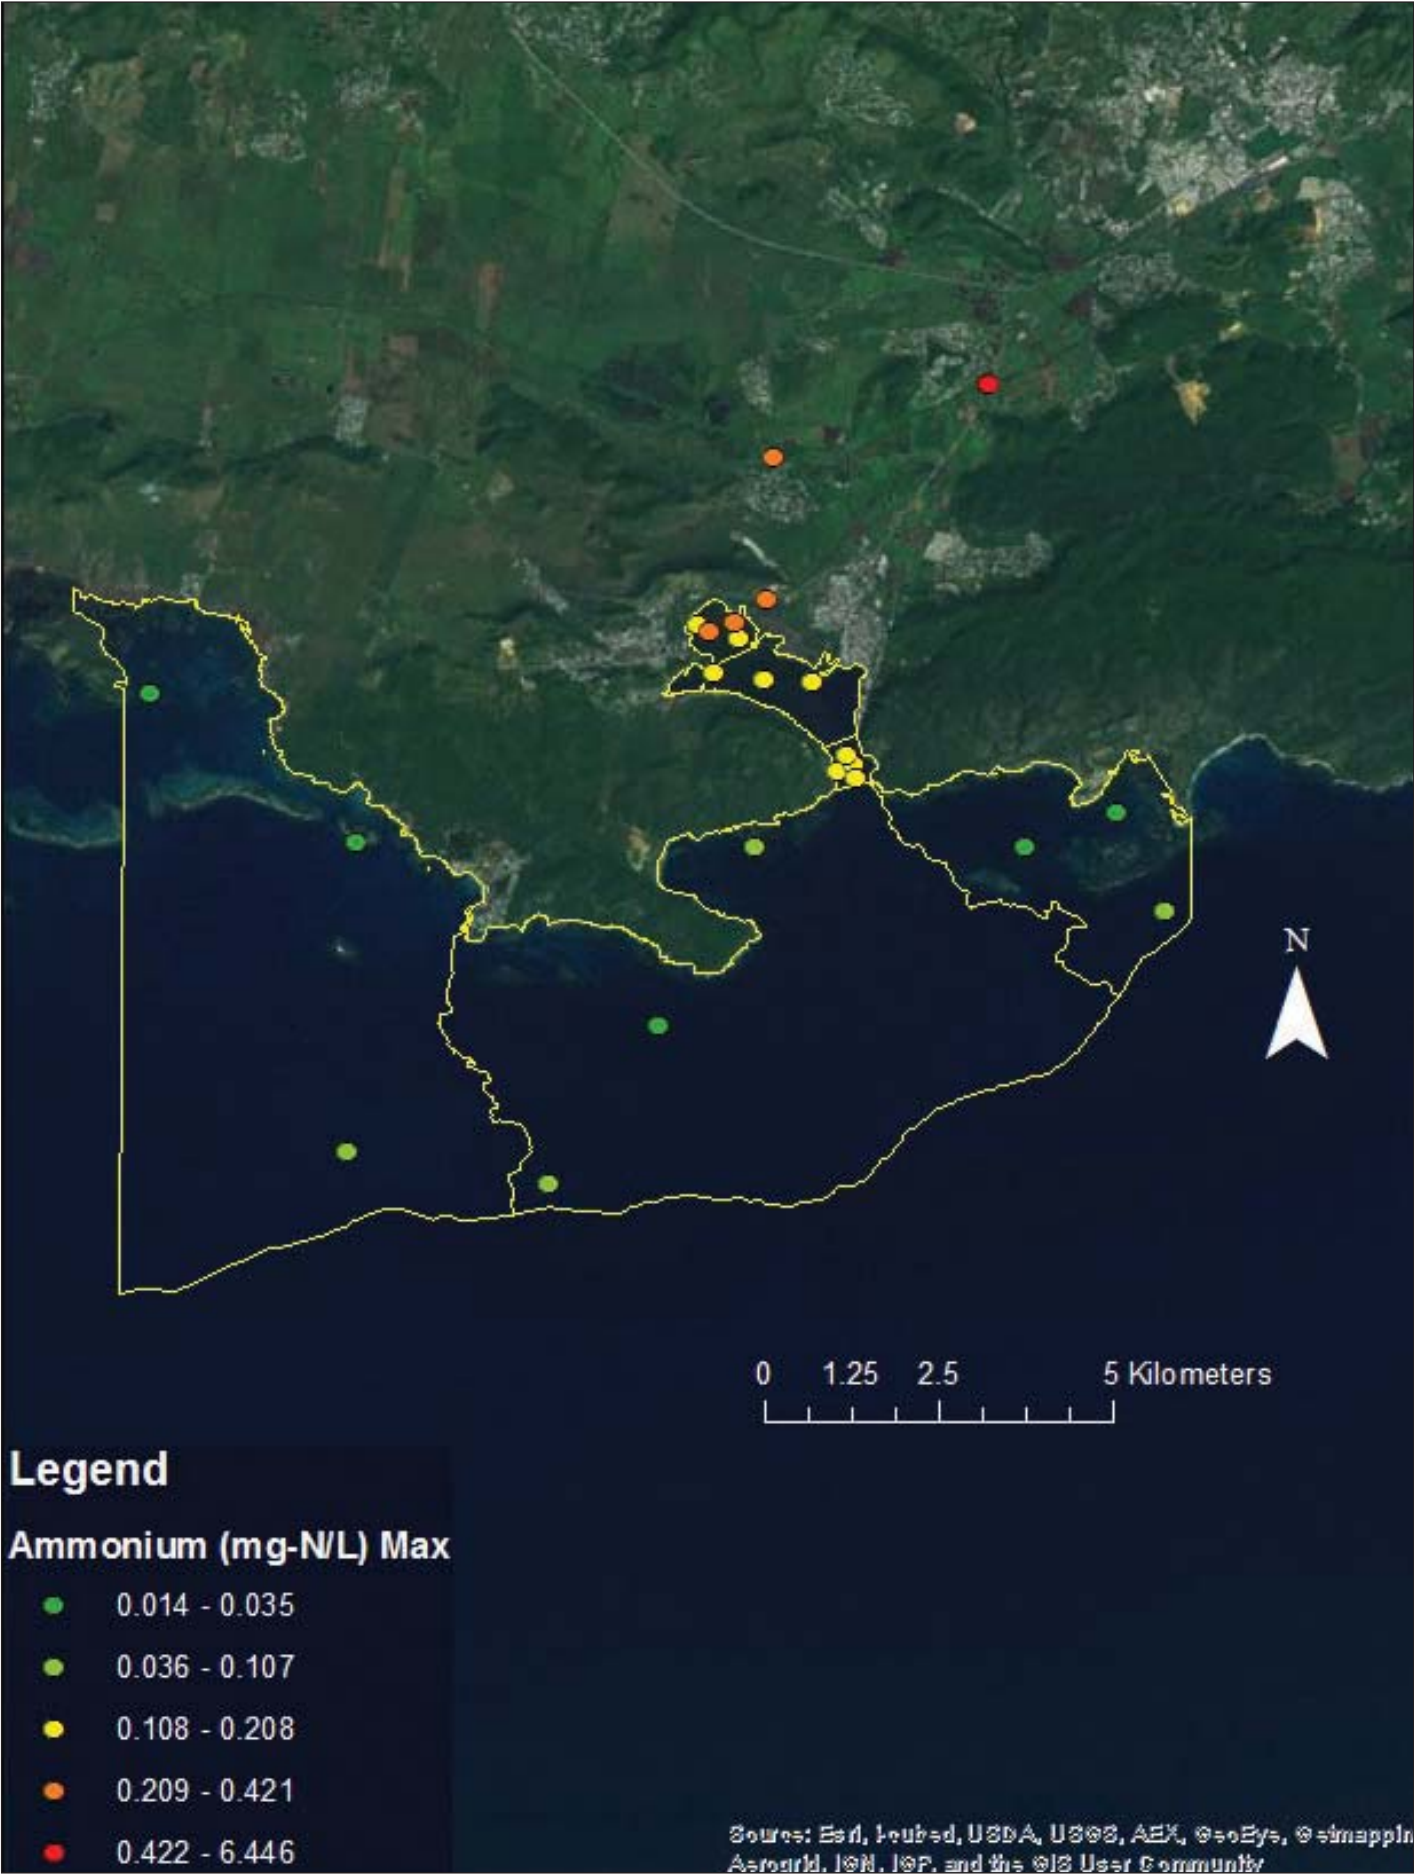 N
0 1.25 2.5 5 Kilometers
Legend
Ammonium (mg-N/L) Max
0.014 - 0.035
0.036 - 0.107
0.108 - 0.208
0.209 - 0.421
0.422 - 6.446
Source: Esri, i-cubed, USDA, USGS, AEX, GeoEye, Getmappin
Aerogrid, IGN, IGP, and the GIS User Community